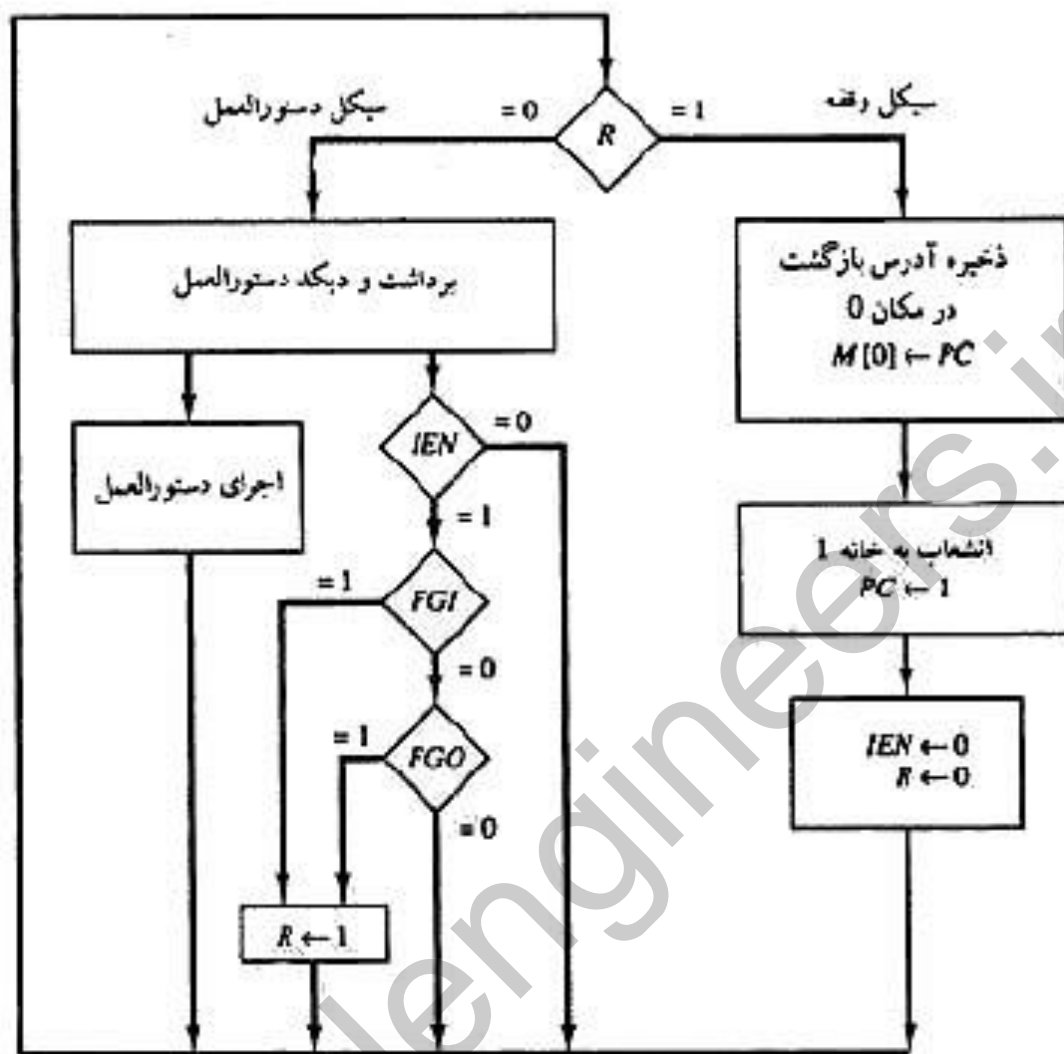 سیکل دستورالعمل
= 0
R
= 1
سیکل وقفه
برداشت و دیکد دستورالعمل
ذخیره آدرس بازگشت
در مکان 0
M [0] ← PC
اجرای دستورالعمل
IEN
= 0
= 1
انشعاب به خانه 1
PC ← 1
= 1
FGI
= 0
= 1
FGO
= 0
IEN ← 0
R ← 0
R ← 1
lengineers.ir